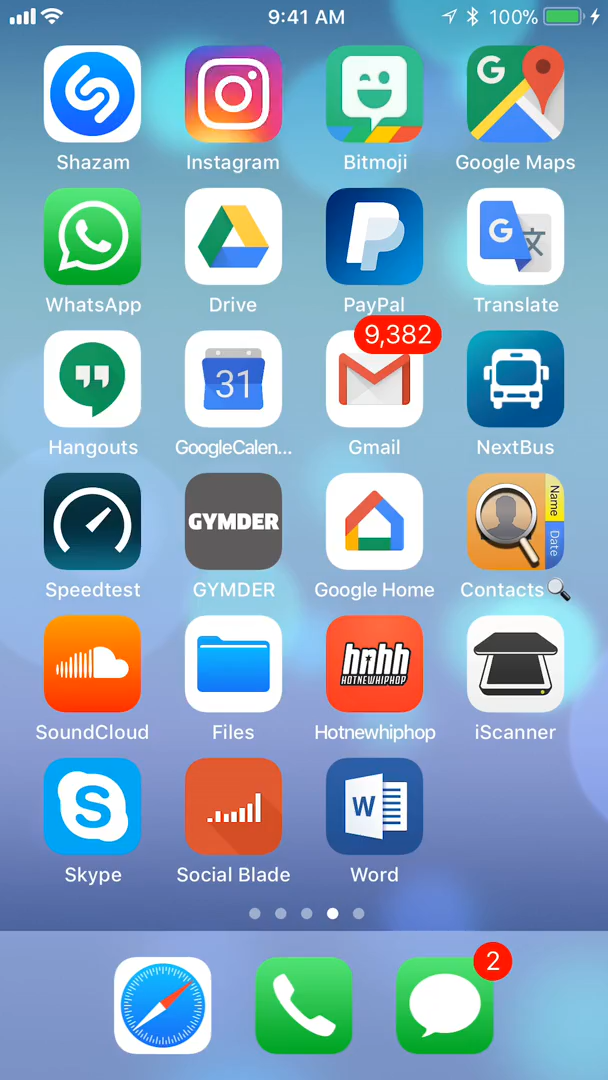 9:41 AM 100%
G
Shazam Instagram Bitmoji Google Maps
G 文
WhatsApp Drive PayPal Translate
9,382
31
Hangouts GoogleCalen... Gmail NextBus
GYMDER Name Date
Speedtest GYMDER Google Home Contacts🔍
hnhh
HOTNEWHIPHOP
SoundCloud Files Hotnewhiphop iScanner
S W
Skype Social Blade Word
2